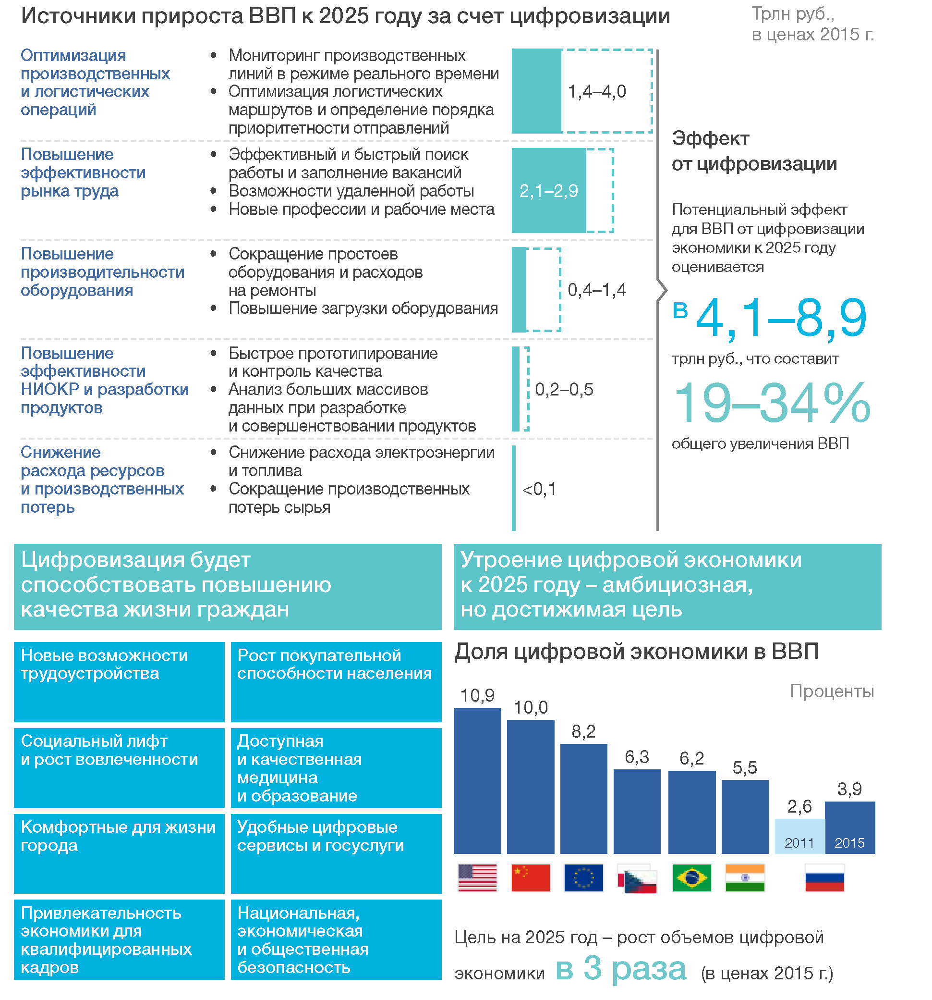 Источники прироста ВВП к 2025 году за счет цифровизации
Трлн руб.,
в ценах 2015 г.
Оптимизация
производственных
и логистических
операций
• Мониторинг производственных
линий в режиме реального времени
• Оптимизация логистических
маршрутов и определение порядка
приоритетности отправлений
1,4–4,0
Повышение
эффективности
рынка труда
• Эффективный и быстрый поиск
работы и заполнение вакансий
• Возможности удаленной работы
• Новые профессии и рабочие места
2,1–2,9
Повышение
производительности
оборудования
• Сокращение простоев
оборудования и расходов
на ремонты
• Повышение загрузки оборудования
0,4–1,4
Повышение
эффективности
НИОКР и разработки
продуктов
• Быстрое прототипирование
и контроль качества
• Анализ больших массивов
данных при разработке
и совершенствовании продуктов
0,2–0,5
Снижение
расхода ресурсов
и производственных
потерь
• Снижение расхода электроэнергии
и топлива
• Сокращение производственных
потерь сырья
<0,1
Эффект
от цифровизации
Потенциальный эффект
для ВВП от цифровизации
экономики к 2025 году
оценивается
в 4,1–8,9
трлн руб., что составит
19–34%
общего увеличения ВВП
Цифровизация будет
способствовать повышению
качества жизни граждан
Новые возможности
трудоустройства
Рост покупательной
способности населения
Социальный лифт
и рост вовлеченности
Доступная
и качественная
медицина
и образование
Комфортные для жизни
города
Удобные цифровые
сервисы и госуслуги
Привлекательность
экономики для
квалифицированных
кадров
Национальная,
экономическая
и общественная
безопасность
Утроение цифровой экономики
к 2025 году – амбициозная,
но достижимая цель
Доля цифровой экономики в ВВП
Проценты
10,9
10,0
8,2
6,3
6,2
5,5
2,6
3,9
2011
2015
Цель на 2025 год – рост объемов цифровой
экономики в 3 раза (в ценах 2015 г.)